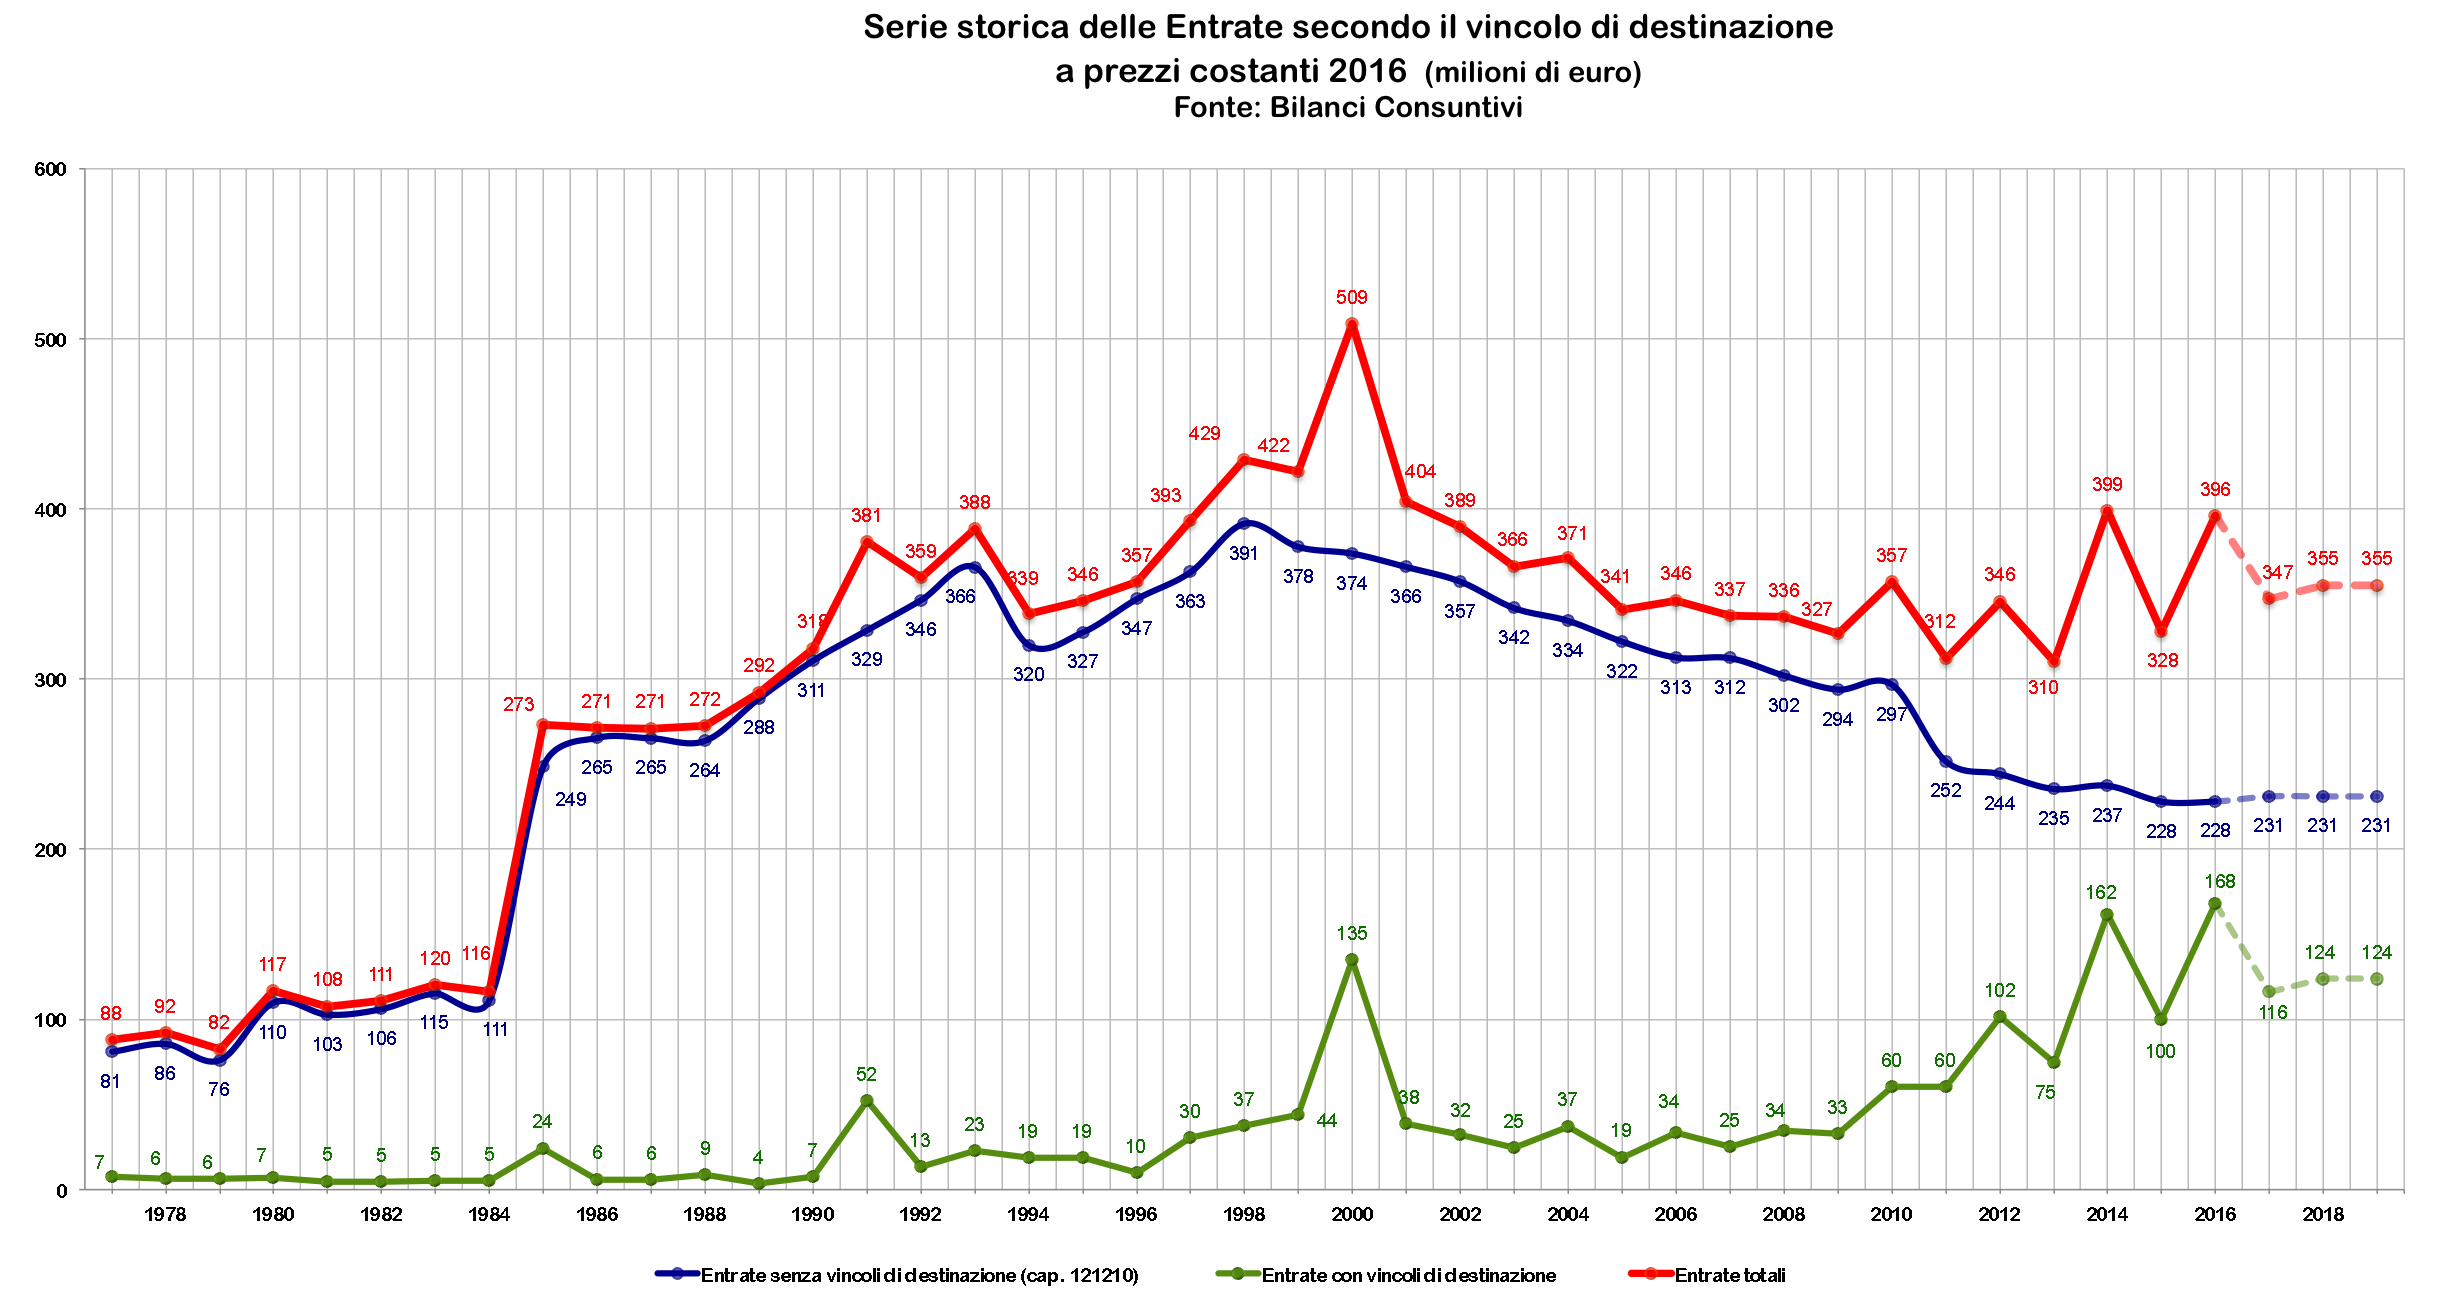 Serie storica delle Entrate secondo il vincolo di destinazione
a prezzi costanti 2016 (milioni di euro)
Fonte: Bilanci Consuntivi
600
500
400
300
200
100
0
88 92 82 117 108 111 120 116 273 271 271 272 292 318 381 359 388 339 346 357 393 429 422 509 404 389 366 371 341 346 337 336 327 357 312 346 310 399 328 396 347 355 355
81 86 76 110 103 106 115 111 249 265 265 264 288 311 329 346 366 320 327 347 363 391 378 374 366 357 342 334 322 313 312 302 294 297 252 244 235 237 228 228 231 231 231
7 6 6 7 5 5 5 5 24 6 6 9 4 7 52 13 23 19 19 10 30 37 44 135 38 32 25 37 19 34 25 34 33 60 60 102 75 162 100 168 116 124 124
1978 1980 1982 1984 1986 1988 1990 1992 1994 1996 1998 2000 2002 2004 2006 2008 2010 2012 2014 2016 2018
Entrate senza vincoli di destinazione (cap. 121210) Entrate con vincoli di destinazione Entrate totali